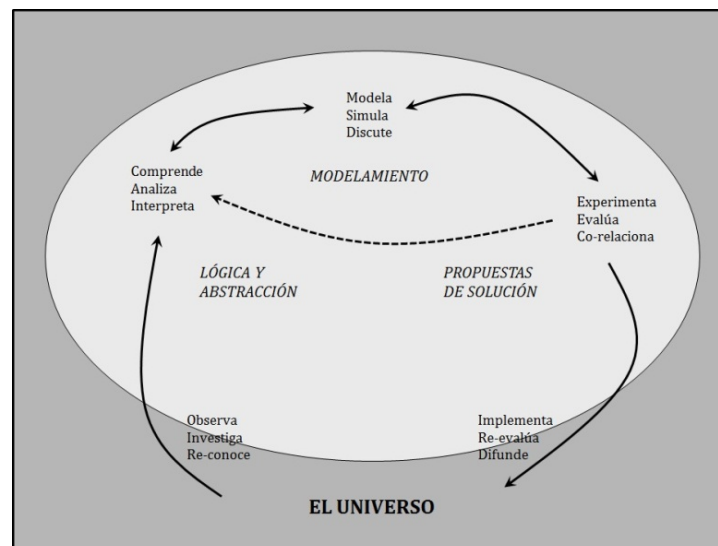 Modela
Simula
Discute
Comprende
Analiza
Interpreta
MODELAMIENTO
Experimenta
Evalúa
Co-relaciona
LÓGICA Y
ABSTRACCIÓN
PROPUESTAS
DE SOLUCIÓN
Observa
Investiga
Re-conoce
Implementa
Re-evalúa
Difunde
EL UNIVERSO